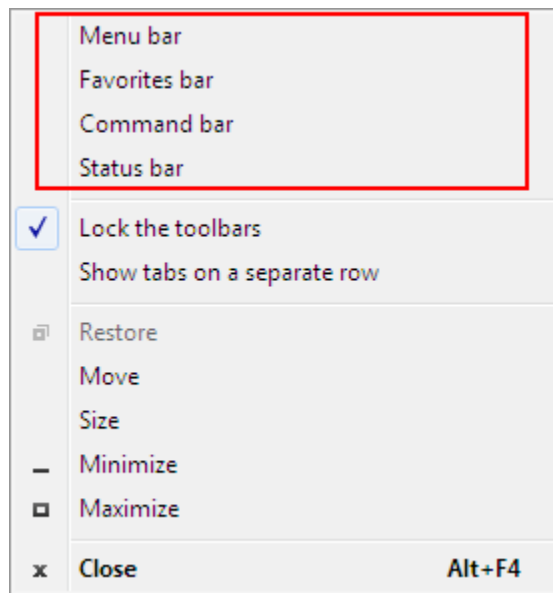 Menu bar
Favorites bar
Command bar
Status bar
Lock the toolbars
Show tabs on a separate row
Restore
Move
Size
Minimize
Maximize
Close Alt+F4